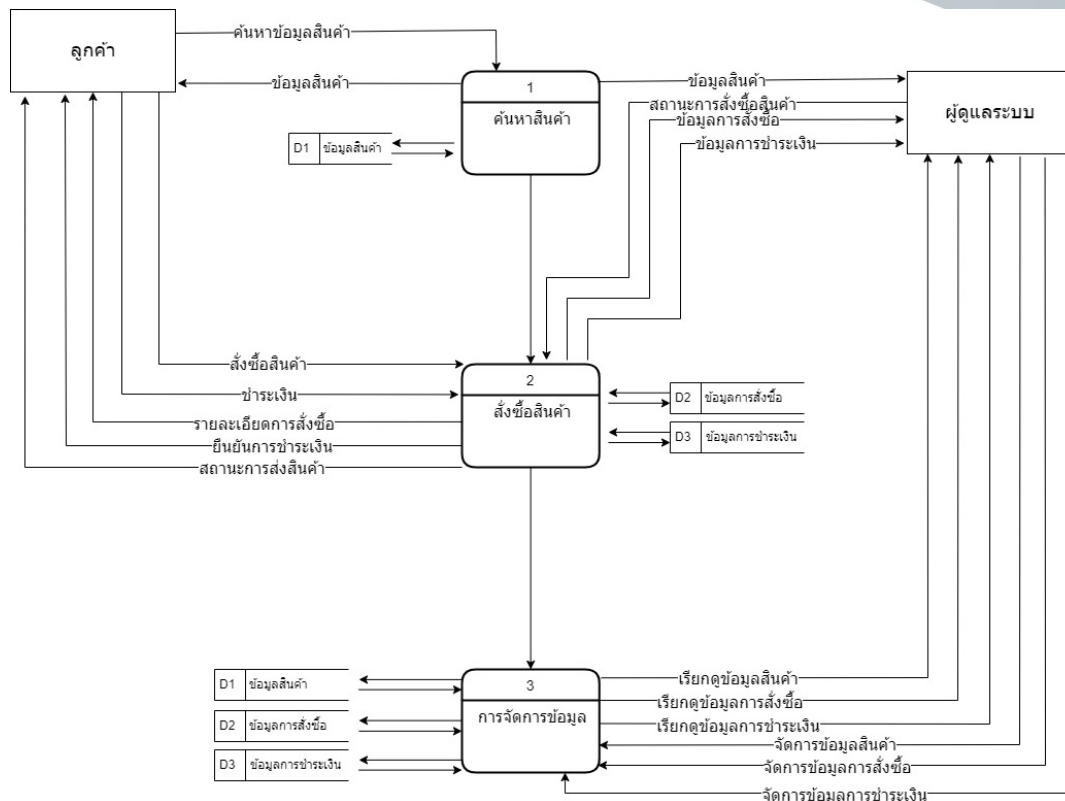 ลูกค้า
ค้นหาข้อมูลสินค้า
ข้อมูลสินค้า
1
ค้นหาสินค้า
D1 ข้อมูลสินค้า
ข้อมูลสินค้า
สถานะการสั่งซื้อสินค้า
ข้อมูลการสั่งซื้อ
ข้อมูลการชำระเงิน
ผู้ดูแลระบบ
สั่งซื้อสินค้า
ชำระเงิน
รายละเอียดการสั่งซื้อ
ยืนยันการชำระเงิน
สถานะการส่งสินค้า
2
สั่งซื้อสินค้า
D2 ข้อมูลการสั่งซื้อ
D3 ข้อมูลการชำระเงิน
D1 ข้อมูลสินค้า
D2 ข้อมูลการสั่งซื้อ
D3 ข้อมูลการชำระเงิน
3
การจัดการข้อมูล
เรียกดูข้อมูลสินค้า
เรียกดูข้อมูลการสั่งซื้อ
เรียกดูข้อมูลการชำระเงิน
จัดการข้อมูลสินค้า
จัดการข้อมูลการสั่งซื้อ
จัดการข้อมูลการชำระเงิน